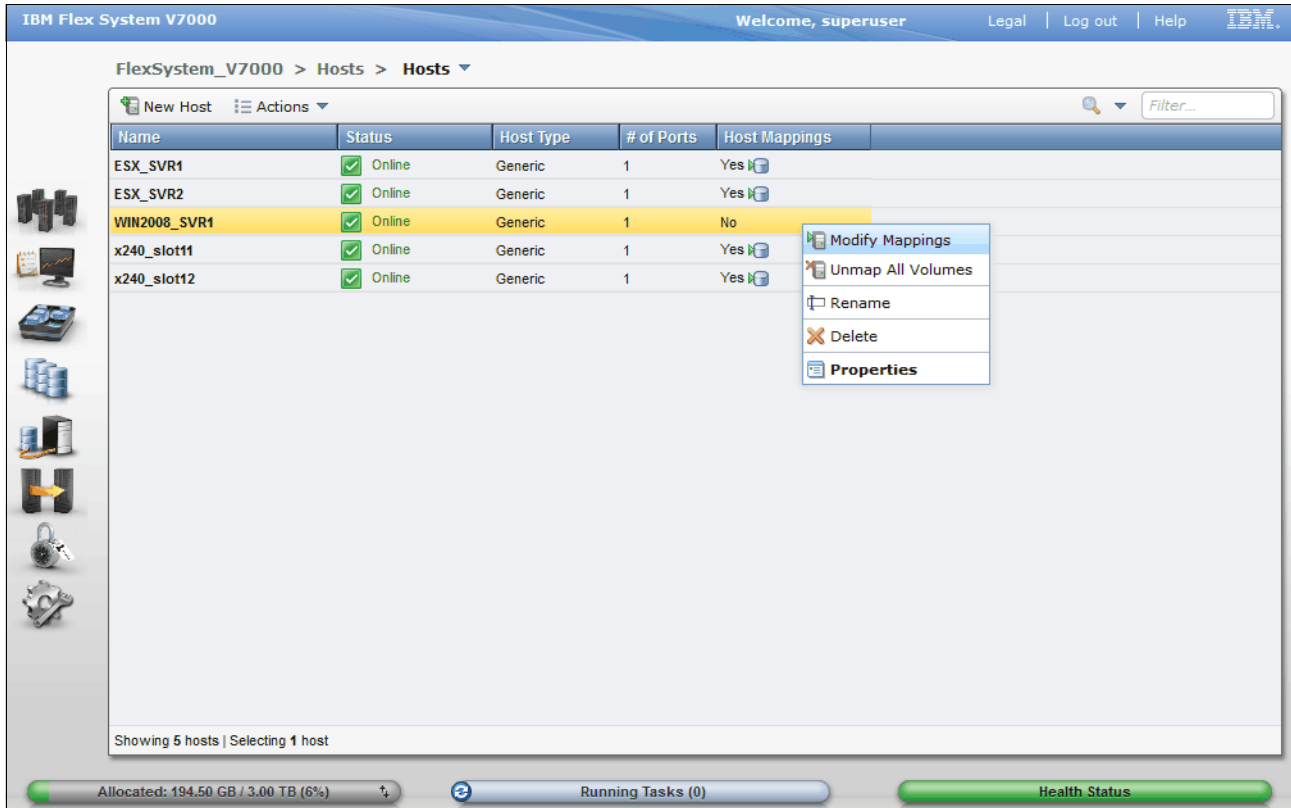 IBM Flex System V7000 Welcome, superuser Legal | Log out | Help IBM.
FlexSystem_V7000 > Hosts > Hosts
New Host Actions Filter...
Name Status Host Type # of Ports Host Mappings
ESX_SVR1 Online Generic 1 Yes
ESX_SVR2 Online Generic 1 Yes
WIN2008_SVR1 Online Generic 1 No
Modify Mappings
x240_slot11 Online Generic 1 Yes
Unmap All Volumes
x240_slot12 Online Generic 1 Yes
Rename
Delete
Properties
Showing 5 hosts | Selecting 1 host
Allocated: 194.50 GB / 3.00 TB (6%) Running Tasks (0) Health Status